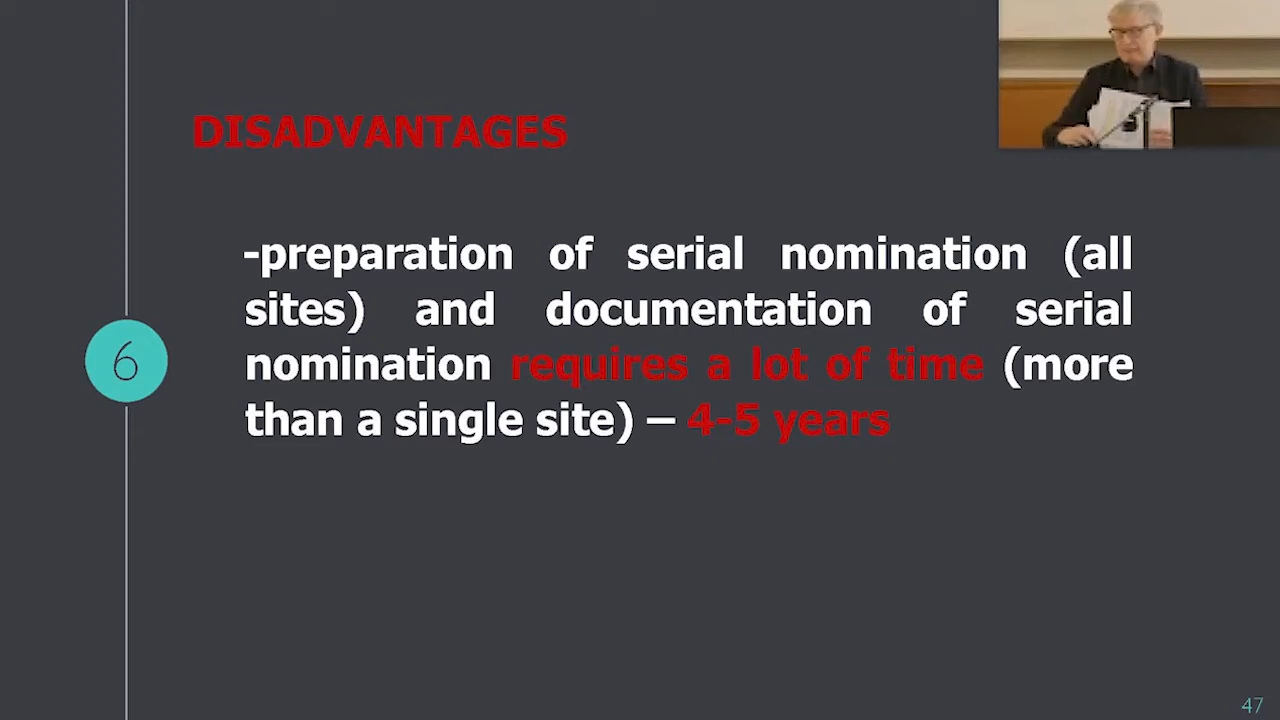 DISADVANTAGES
-preparation of serial nomination (all
sites) and documentation of serial
nomination requires a lot of time (more
than a single site) – 4-5 years
6
47